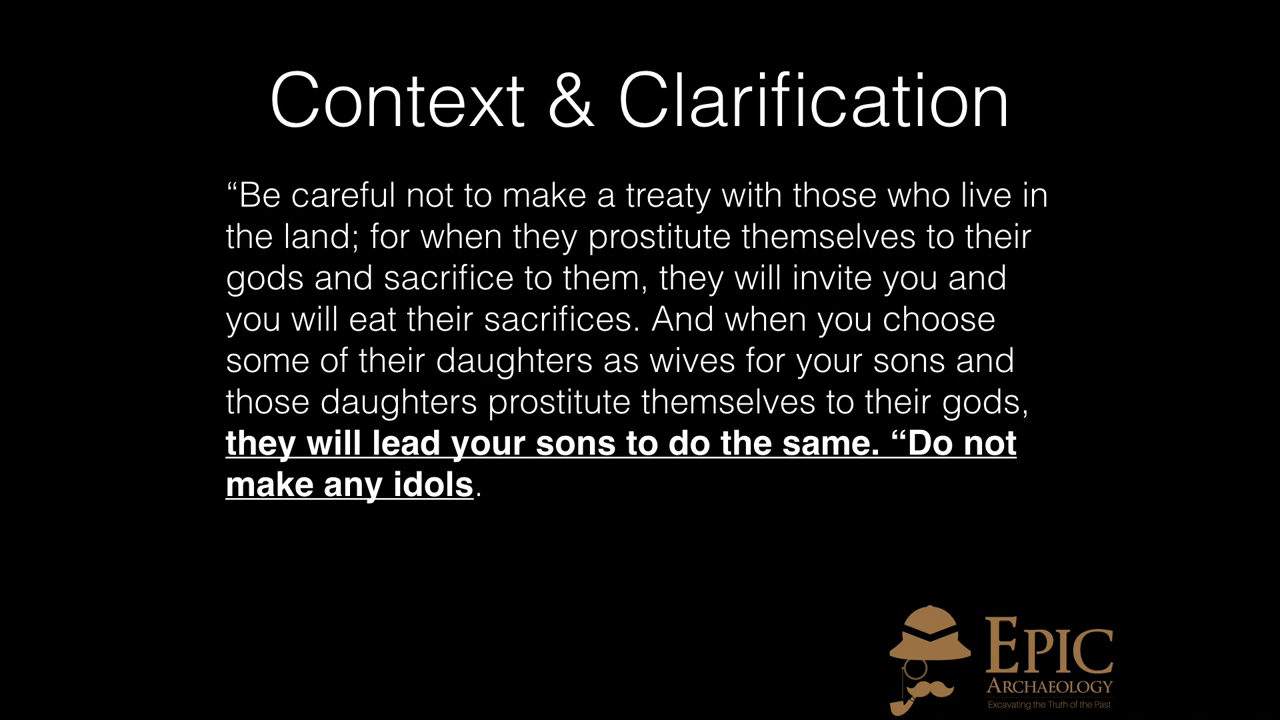 Context & Clarification
“Be careful not to make a treaty with those who live in
the land; for when they prostitute themselves to their
gods and sacrifice to them, they will invite you and
you will eat their sacrifices. And when you choose
some of their daughters as wives for your sons and
those daughters prostitute themselves to their gods,
they will lead your sons to do the same. “Do not
make any idols.
EPIC
ARCHAEOLOGY
Excavating the Truth of the Past